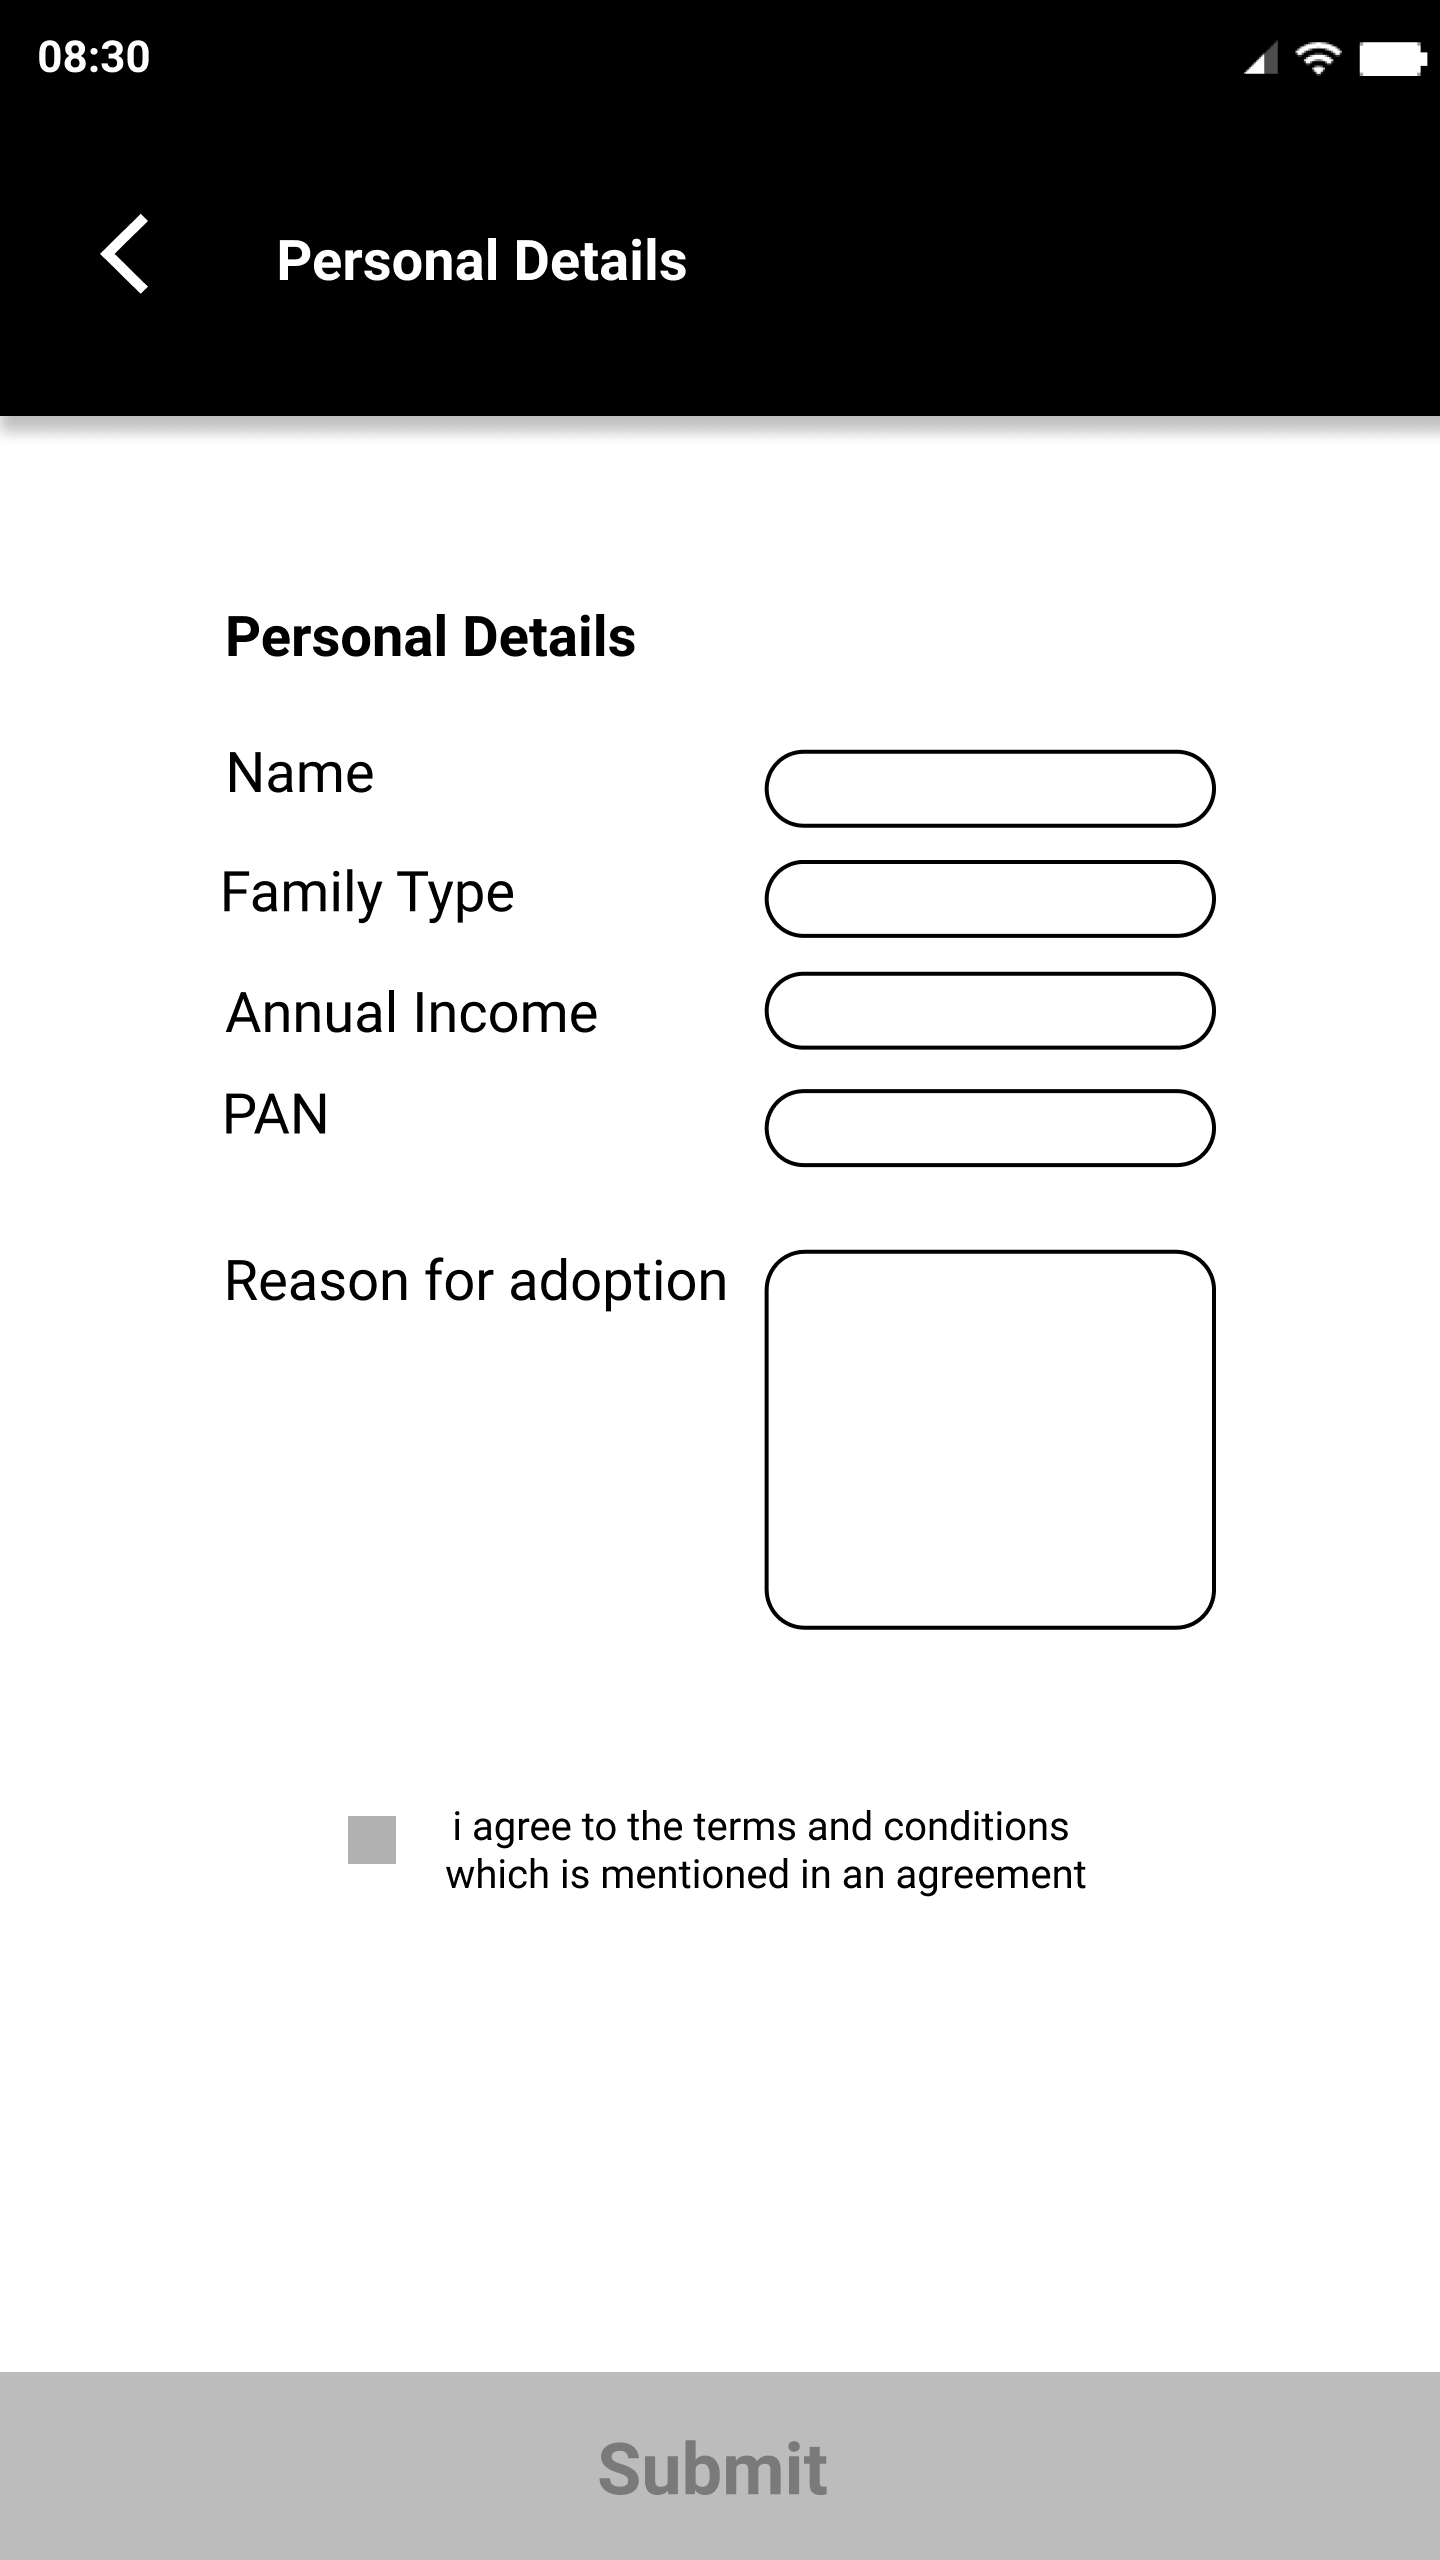 08:30
Personal Details
Personal Details
Name
Family Type
Annual Income
PAN
Reason for adoption
i agree to the terms and conditions
which is mentioned in an agreement
Submit